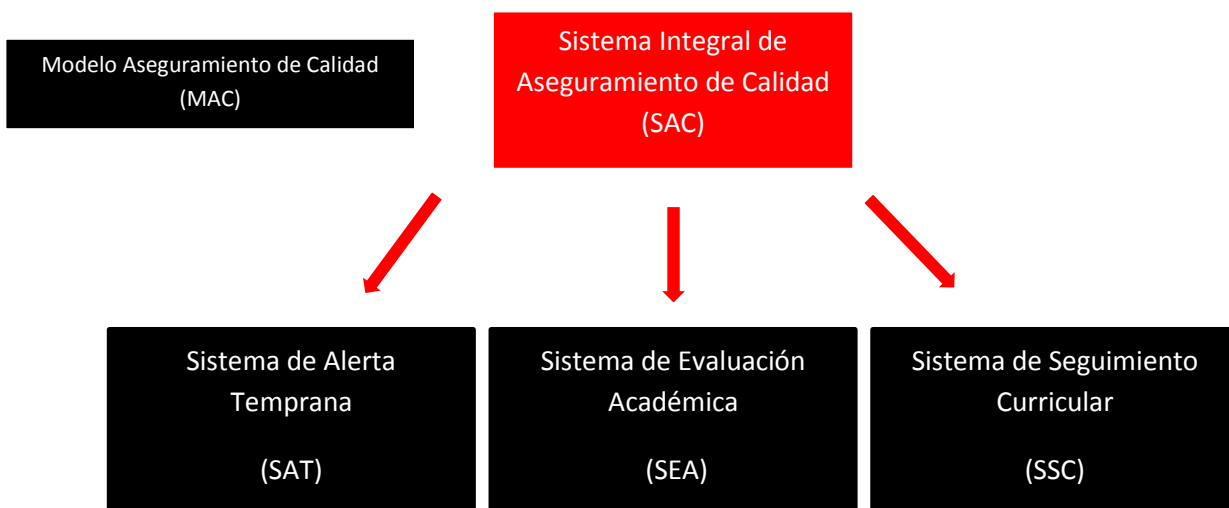 Modelo Aseguramiento de Calidad
(MAC)
Sistema Integral de
Aseguramiento de Calidad
(SAC)
Sistema de Alerta
Temprana
(SAT)
Sistema de Evaluación
Académica
(SEA)
Sistema de Seguimiento
Curricular
(SSC)